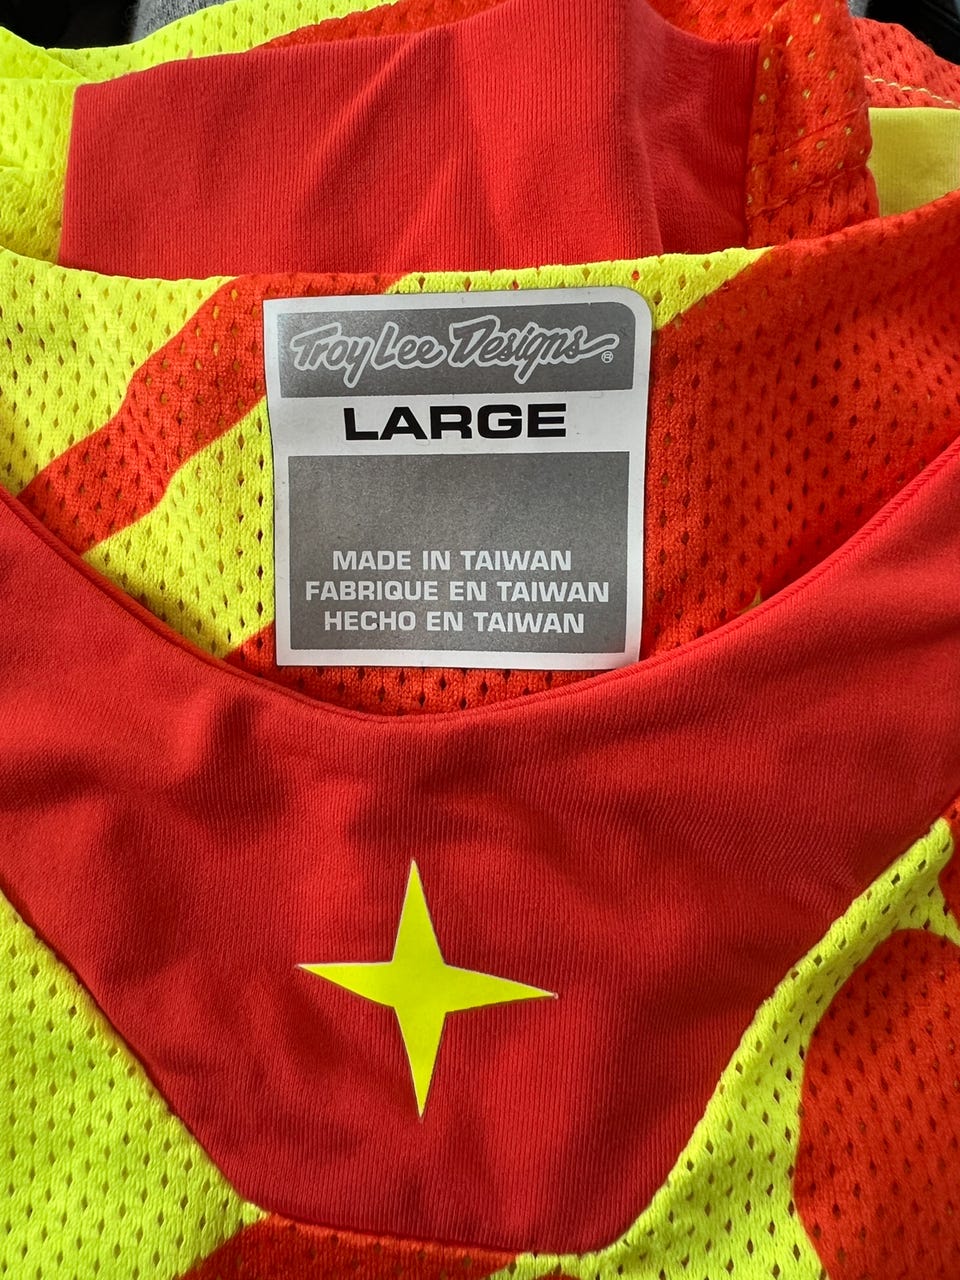 Troy Lee Designs®
LARGE
MADE IN TAIWAN
FABRIQUE EN TAIWAN
HECHO EN TAIWAN